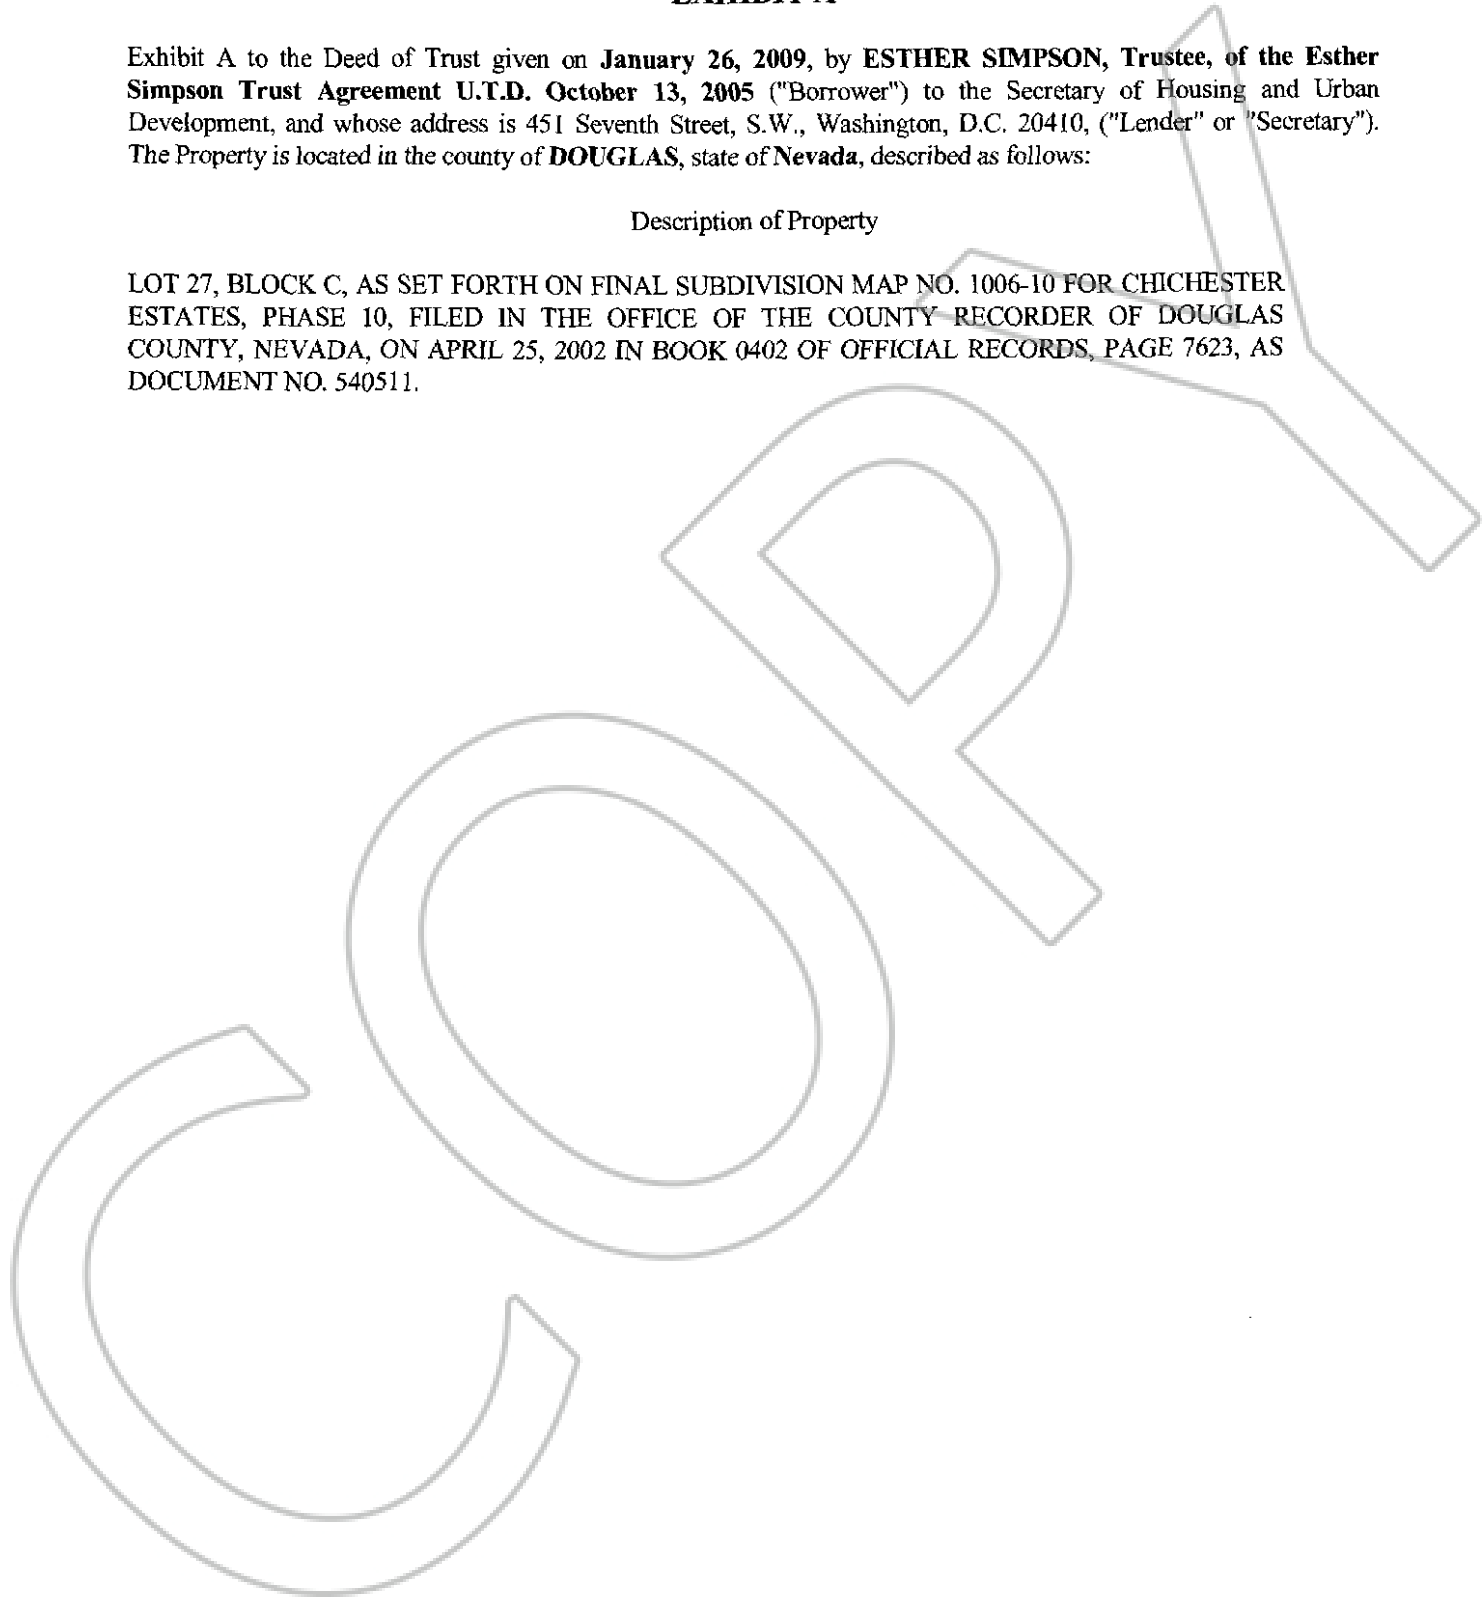 EXHIBIT A
Exhibit A to the Deed of Trust given on January 26, 2009, by ESTHER SIMPSON, Trustee, of the Esther
Simpson Trust Agreement U.T.D. October 13, 2005 ("Borrower") to the Secretary of Housing and Urban
Development, and whose address is 451 Seventh Street, S.W., Washington, D.C. 20410, ("Lender" or "Secretary").
The Property is located in the county of DOUGLAS, state of Nevada, described as follows:
Description of Property
LOT 27, BLOCK C, AS SET FORTH ON FINAL SUBDIVISION MAP NO. 1006-10 FOR CHICHESTER
ESTATES, PHASE 10, FILED IN THE OFFICE OF THE COUNTY RECORDER OF DOUGLAS
COUNTY, NEVADA, ON APRIL 25, 2002 IN BOOK 0402 OF OFFICIAL RECORDS, PAGE 7623, AS
DOCUMENT NO. 540511.
COPY